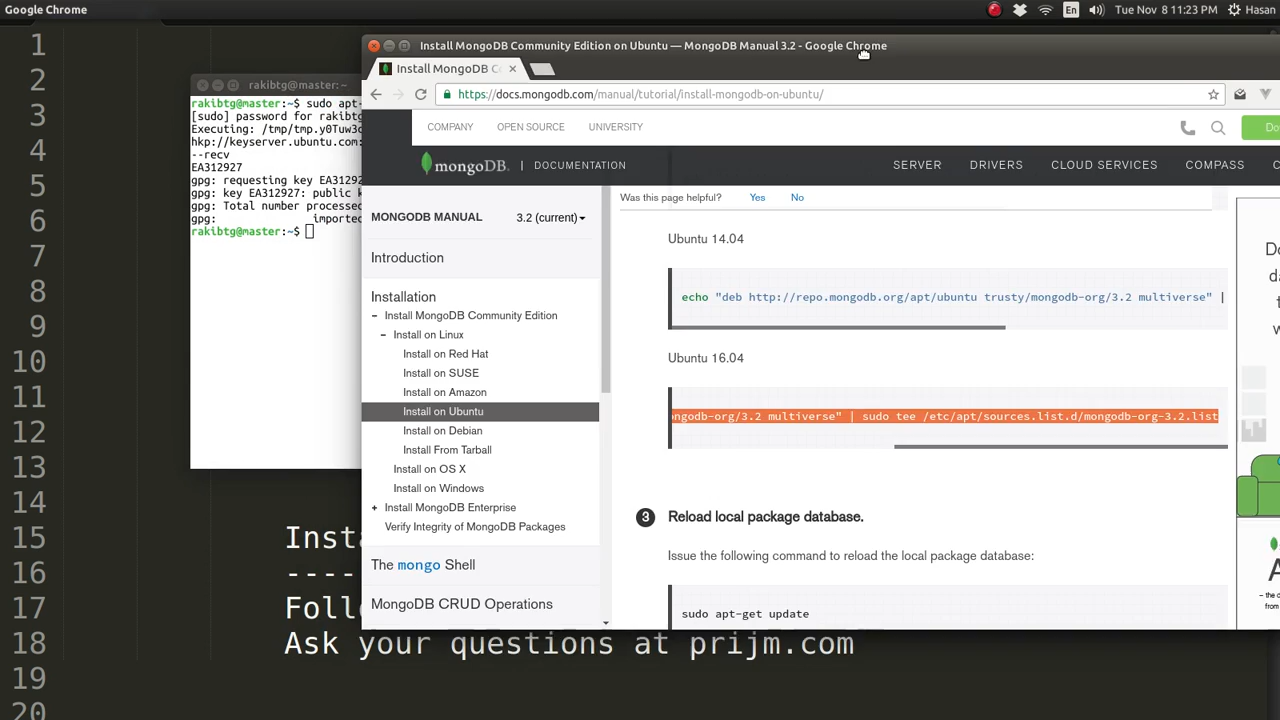 Google Chrome
En
Tue Nov 8 11:23 PM
Hasan
1
2
3
4
5
6
7
8
9
10
11
12
13
14
15
16
17
18
19
20
rakibtg@master: ~
rakibtg@master:~$ sudo apt-
[sudo] password for rakibtg
Executing: /tmp/tmp.y0Tuw3c
hkp://keyserver.ubuntu.com:
--recv
EA312927
gpg: requesting key EA31292
gpg: key EA312927: public k
gpg: Total number processed
gpg: imported
rakibtg@master:~$
Install MongoDB Community Edition on Ubuntu — MongoDB Manual 3.2 - Google Chrome
Install MongoDB C
https://docs.mongodb.com/manual/tutorial/install-mongodb-on-ubuntu/
COMPANY OPEN SOURCE UNIVERSITY
mongoDB. | DOCUMENTATION
SERVER DRIVERS CLOUD SERVICES COMPASS
MONGODB MANUAL 3.2 (current)
Introduction
Installation
− Install MongoDB Community Edition
− Install on Linux
Install on Red Hat
Install on SUSE
Install on Amazon
Install on Ubuntu
Install on Debian
Install From Tarball
Install on OS X
Install on Windows
+ Install MongoDB Enterprise
Verify Integrity of MongoDB Packages
The mongo Shell
MongoDB CRUD Operations
Was this page helpful? Yes No
Ubuntu 14.04
echo "deb http://repo.mongodb.org/apt/ubuntu trusty/mongodb-org/3.2 multiverse" |
Ubuntu 16.04
ongodb-org/3.2 multiverse" | sudo tee /etc/apt/sources.list.d/mongodb-org-3.2.list
3 Reload local package database.
Issue the following command to reload the local package database:
sudo apt-get update
Do
da
– the d
from
Inst
----
Foll
Ask your questions at prijm.com